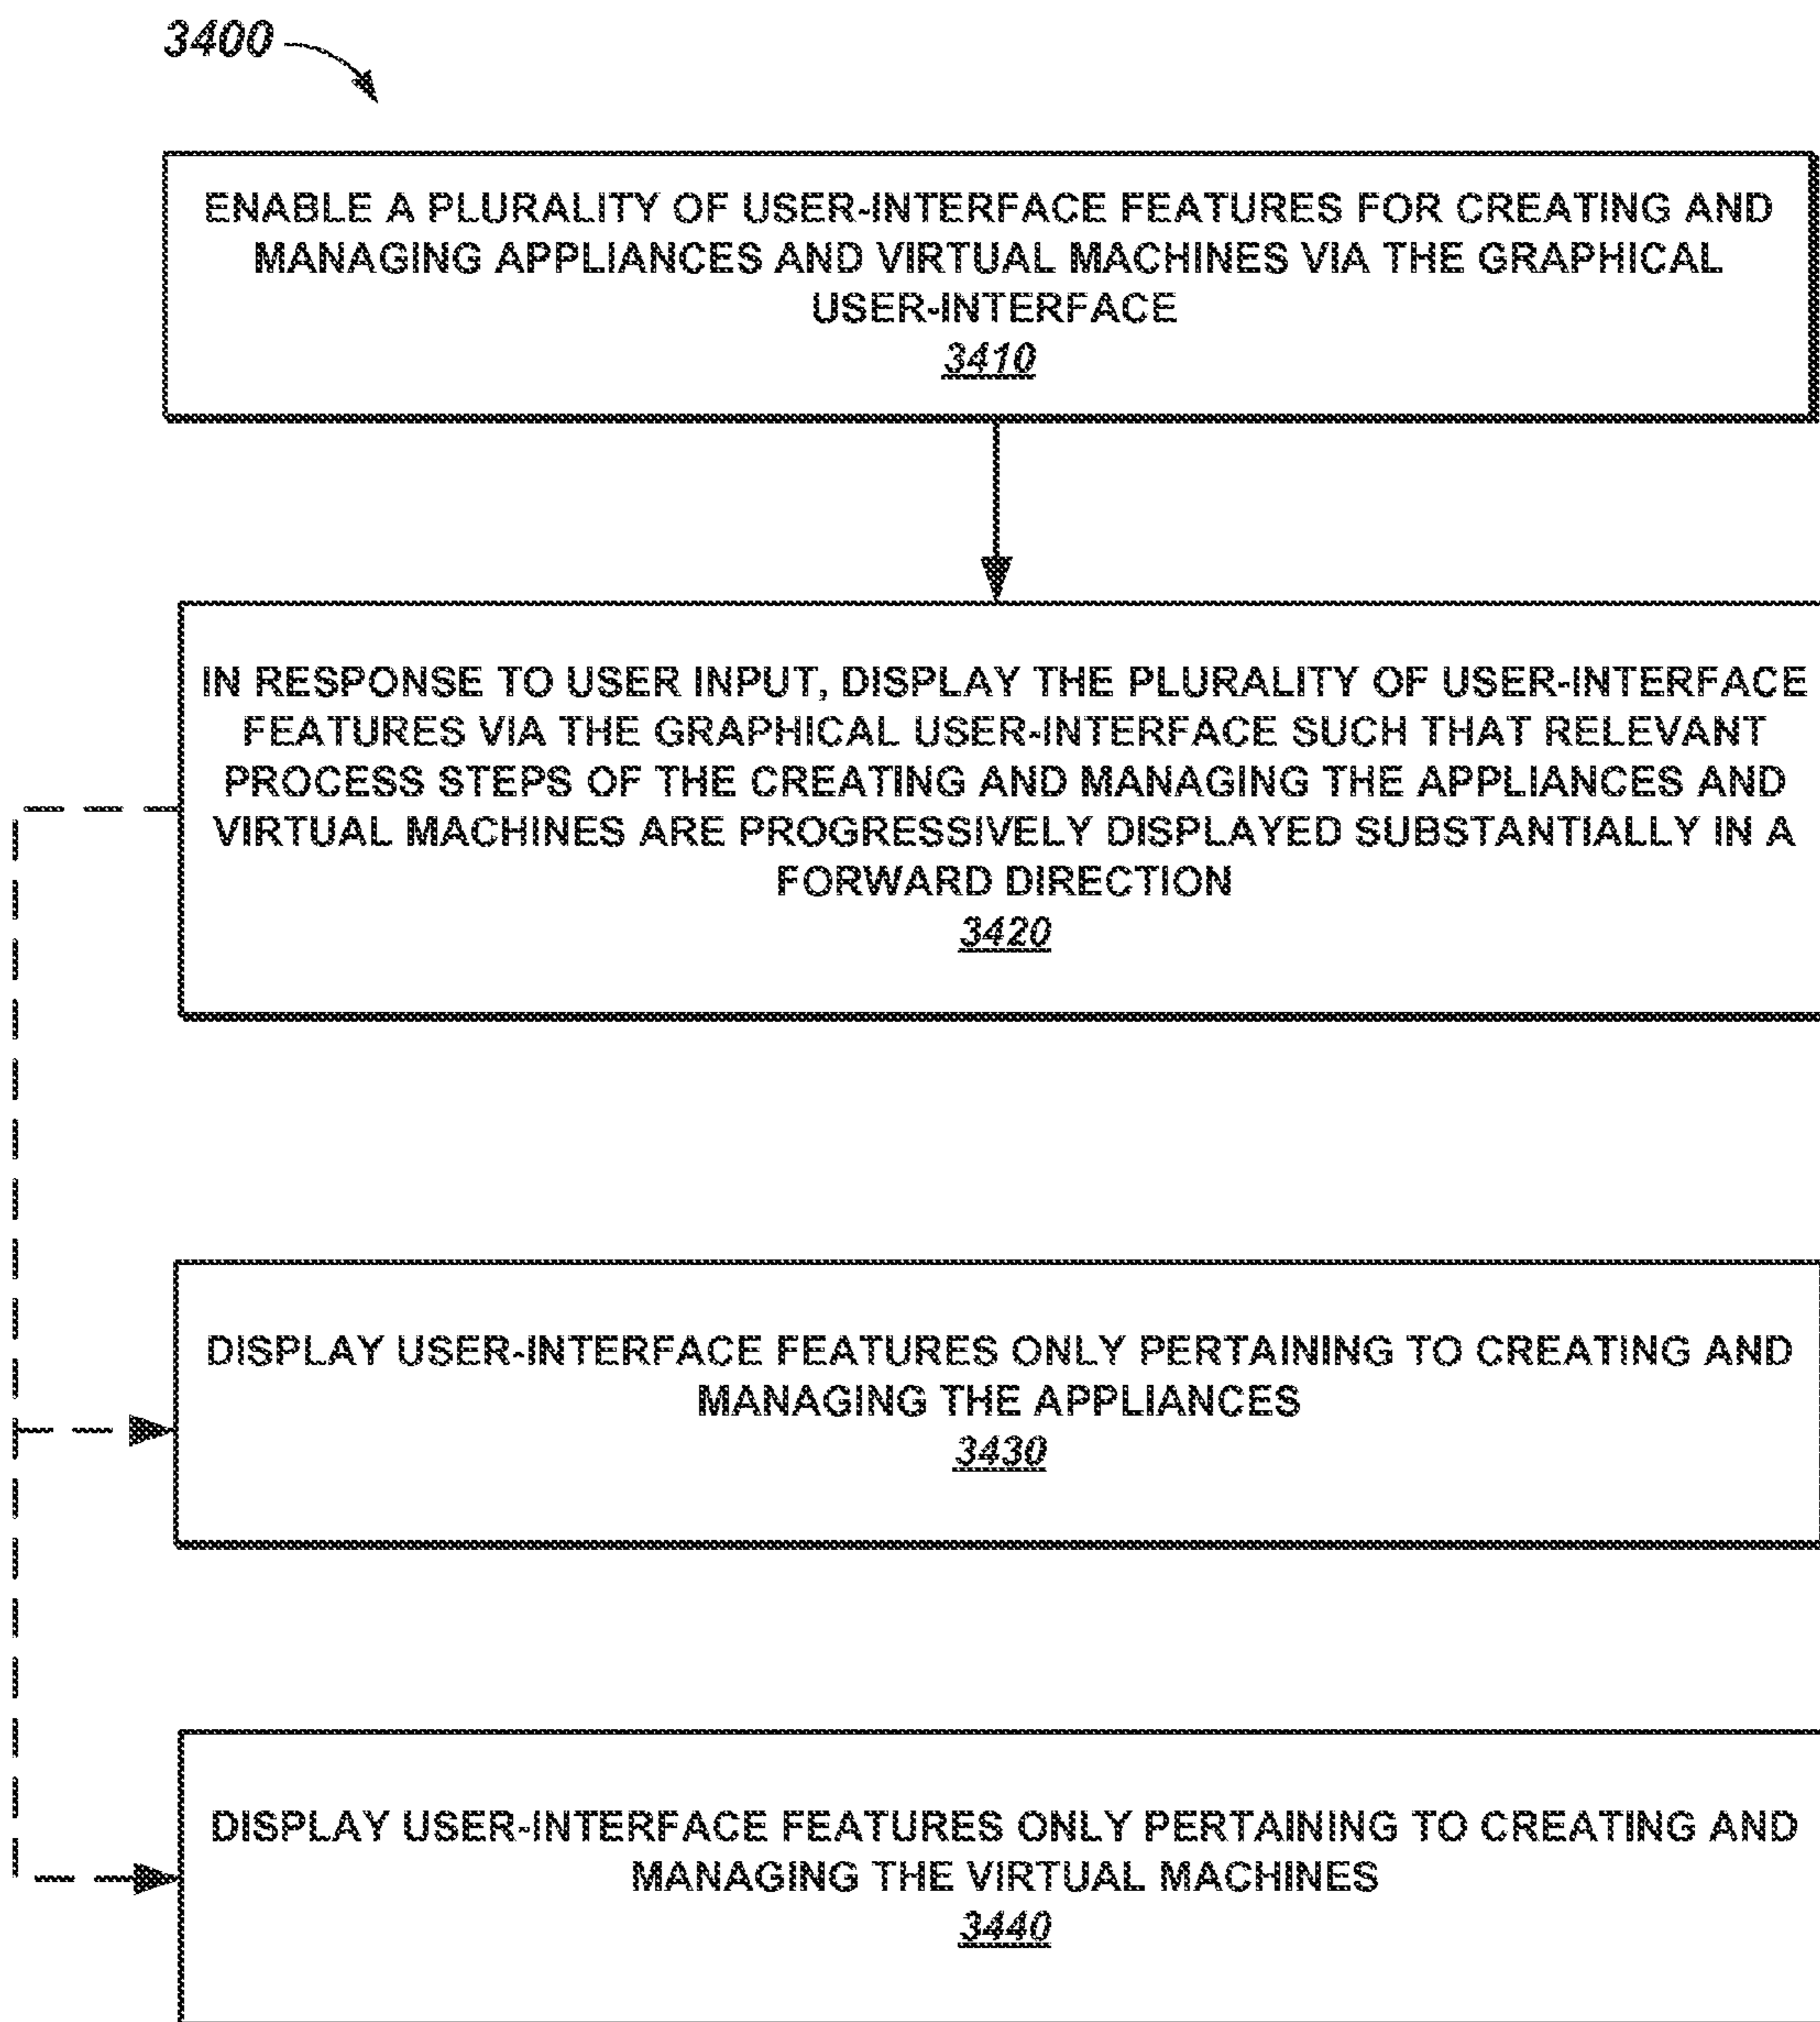 3400
ENABLE A PLURALITY OF USER-INTERFACE FEATURES FOR CREATING AND
MANAGING APPLIANCES AND VIRTUAL MACHINES VIA THE GRAPHICAL
USER-INTERFACE
3410
IN RESPONSE TO USER INPUT, DISPLAY THE PLURALITY OF USER-INTERFACE
FEATURES VIA THE GRAPHICAL USER-INTERFACE SUCH THAT RELEVANT
PROCESS STEPS OF THE CREATING AND MANAGING THE APPLIANCES AND
VIRTUAL MACHINES ARE PROGRESSIVELY DISPLAYED SUBSTANTIALLY IN A
FORWARD DIRECTION
3420
DISPLAY USER-INTERFACE FEATURES ONLY PERTAINING TO CREATING AND
MANAGING THE APPLIANCES
3430
DISPLAY USER-INTERFACE FEATURES ONLY PERTAINING TO CREATING AND
MANAGING THE VIRTUAL MACHINES
3440